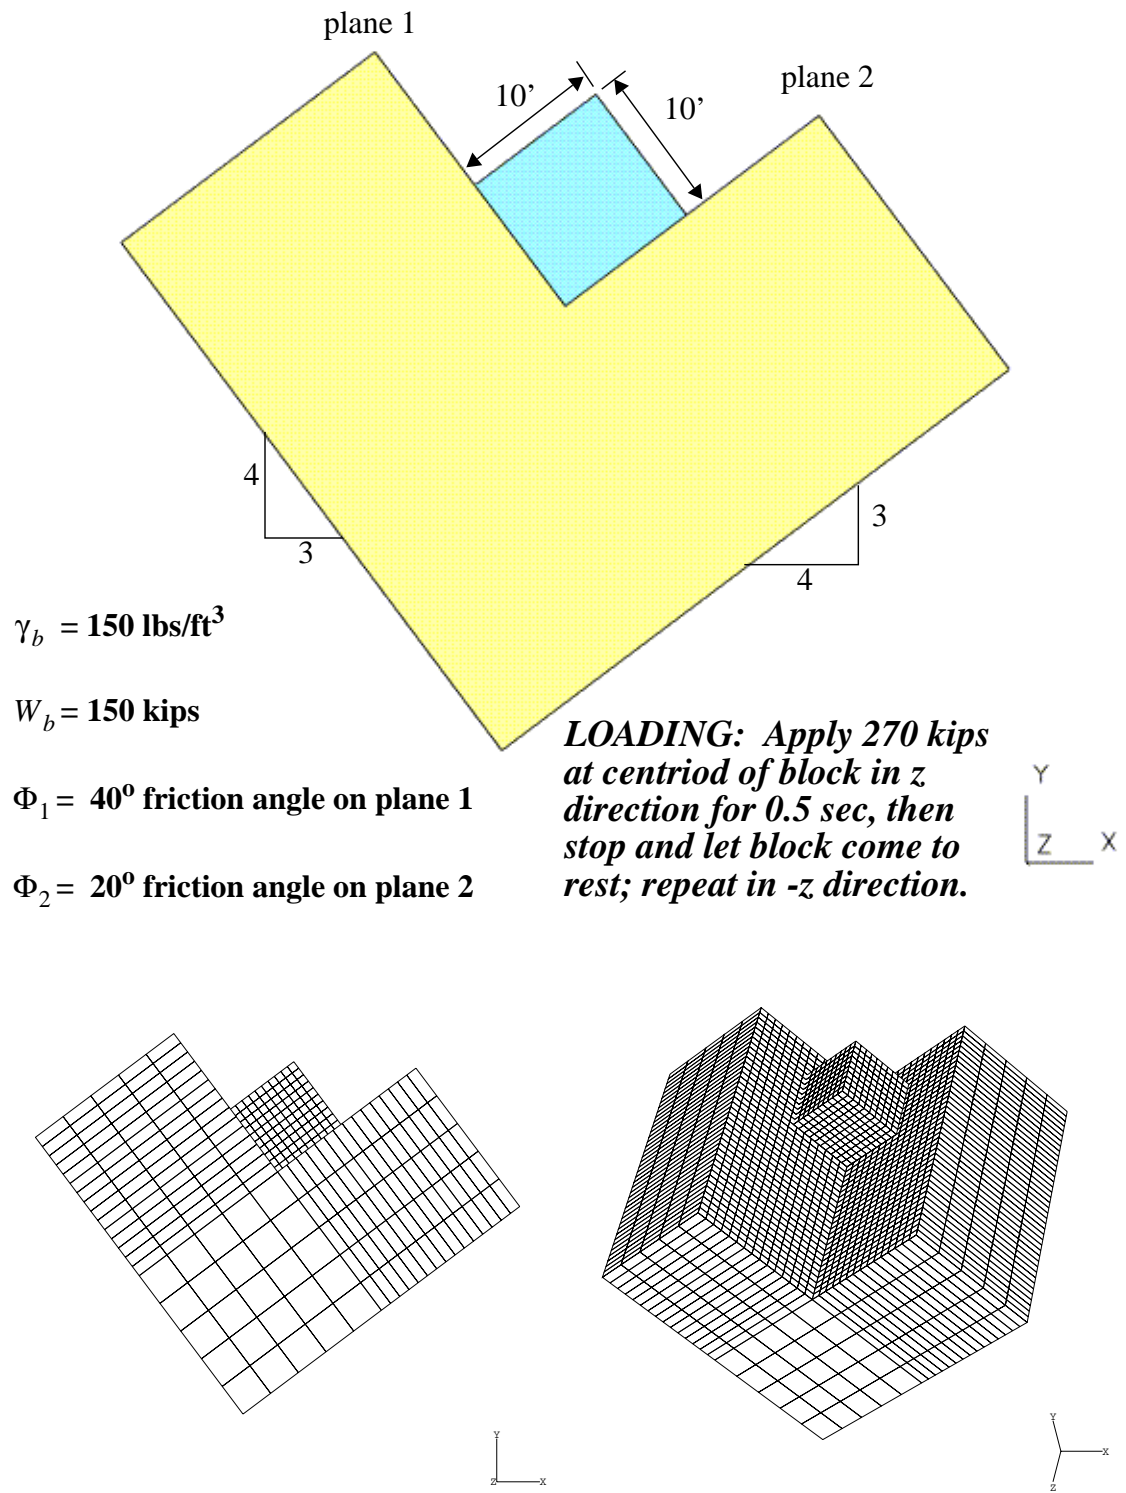 plane 1
plane 2
10’
10’
4
3
3
4
γb = 150 lbs/ft3
Wb = 150 kips
Φ1 = 40o friction angle on plane 1
Φ2 = 20o friction angle on plane 2
LOADING: Apply 270 kips
at centriod of block in z
direction for 0.5 sec, then
stop and let block come to
rest; repeat in -z direction.
Y
Z X
Y
Z X
Y
X
Z